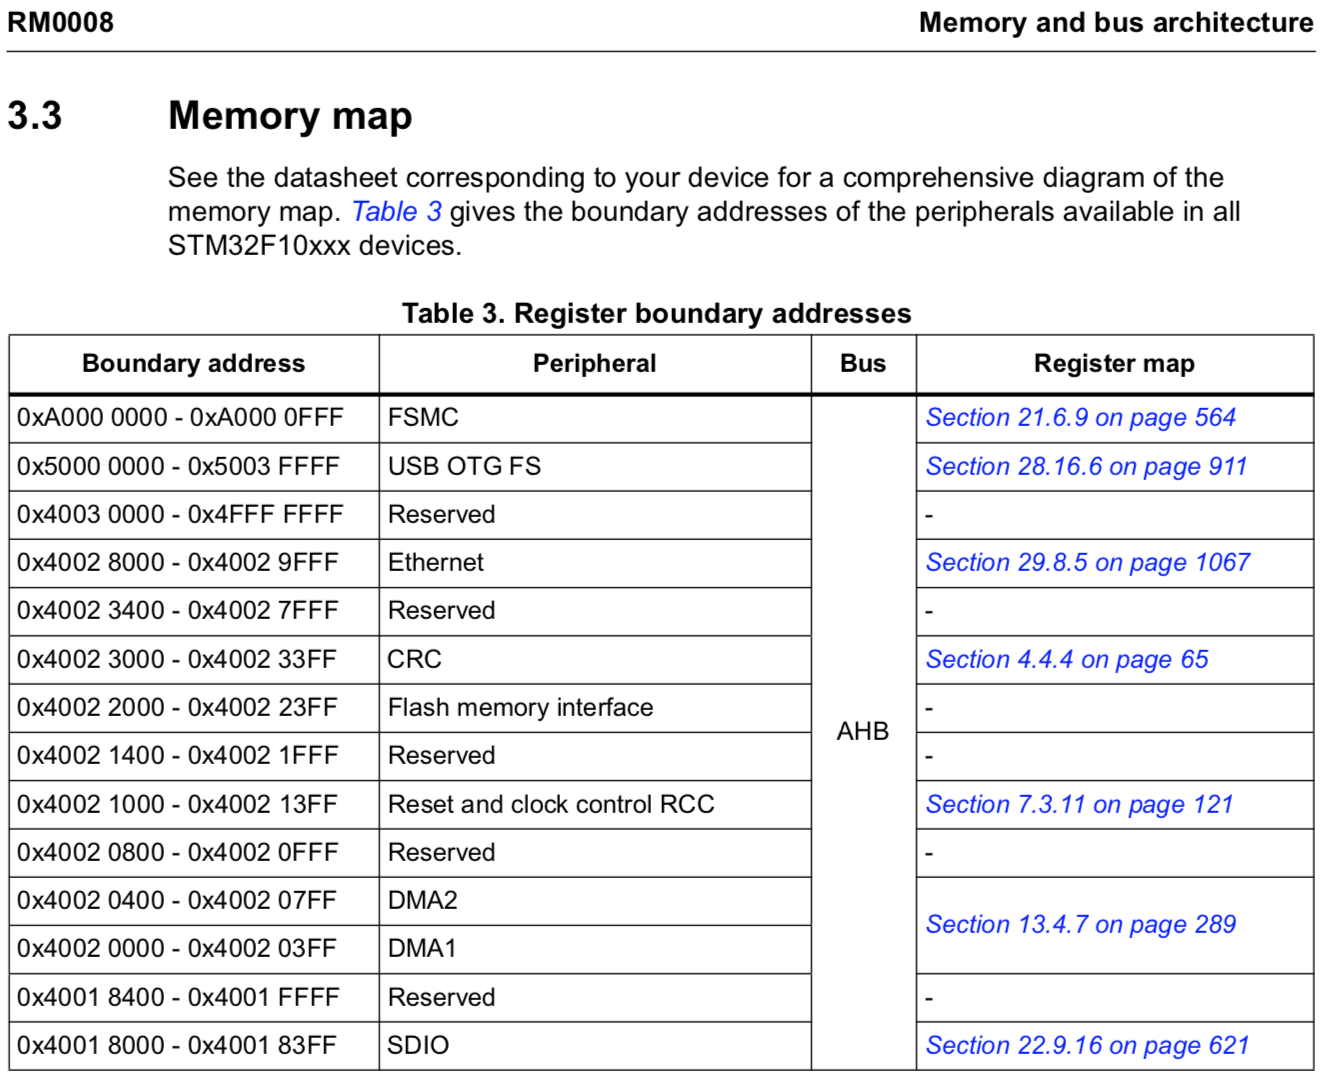 RM0008 Memory and bus architecture
3.3 Memory map
See the datasheet corresponding to your device for a comprehensive diagram of the
memory map. Table 3 gives the boundary addresses of the peripherals available in all
STM32F10xxx devices.
Table 3. Register boundary addresses
Boundary address Peripheral Bus Register map
0xA000 0000 - 0xA000 0FFF FSMC Section 21.6.9 on page 564
0x5000 0000 - 0x5003 FFFF USB OTG FS Section 28.16.6 on page 911
0x4003 0000 - 0x4FFF FFFF Reserved -
0x4002 8000 - 0x4002 9FFF Ethernet Section 29.8.5 on page 1067
0x4002 3400 - 0x4002 7FFF Reserved -
0x4002 3000 - 0x4002 33FF CRC Section 4.4.4 on page 65
0x4002 2000 - 0x4002 23FF Flash memory interface -
AHB
0x4002 1400 - 0x4002 1FFF Reserved -
0x4002 1000 - 0x4002 13FF Reset and clock control RCC Section 7.3.11 on page 121
0x4002 0800 - 0x4002 0FFF Reserved -
0x4002 0400 - 0x4002 07FF DMA2
Section 13.4.7 on page 289
0x4002 0000 - 0x4002 03FF DMA1
0x4001 8400 - 0x4001 FFFF Reserved -
0x4001 8000 - 0x4001 83FF SDIO Section 22.9.16 on page 621